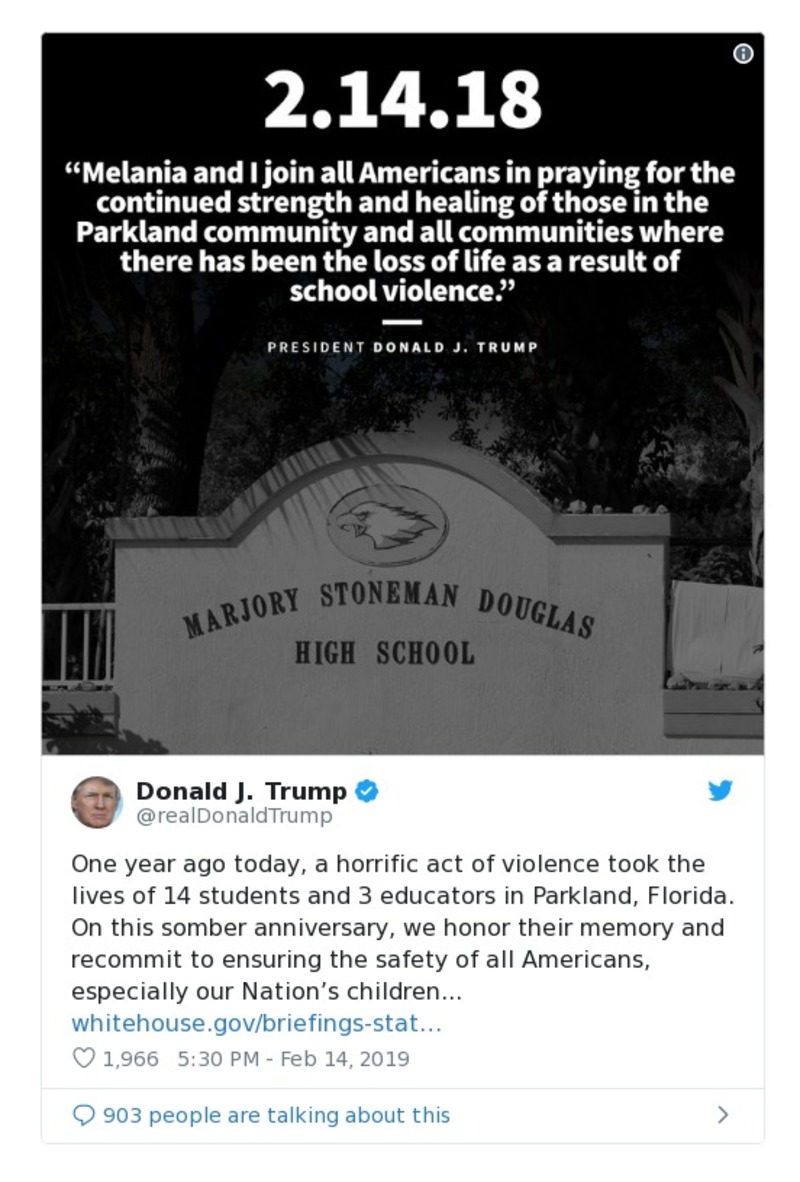 2.14.18
“Melania and I join all Americans in praying for the
continued strength and healing of those in the
Parkland community and all communities where
there has been the loss of life as a result of
school violence.”
PRESIDENT DONALD J. TRUMP
MARJORY STONEMAN DOUGLAS
HIGH SCHOOL
Donald J. Trump
@realDonaldTrump
One year ago today, a horrific act of violence took the
lives of 14 students and 3 educators in Parkland, Florida.
On this somber anniversary, we honor their memory and
recommit to ensuring the safety of all Americans,
especially our Nation’s children...
whitehouse.gov/briefings-stat…
1,966 5:30 PM - Feb 14, 2019
903 people are talking about this